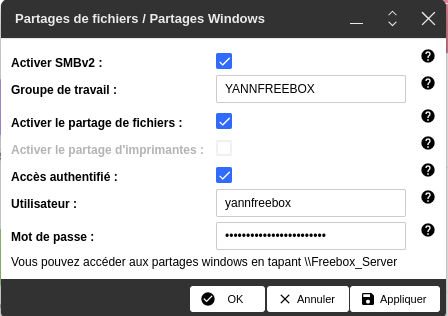 Partages de fichiers / Partages Windows
Activer SMBv2 :
Groupe de travail : YANNFREEBOX
Activer le partage de fichiers :
Activer le partage d'imprimantes :
Accès authentifié :
Utilisateur : yannfreebox
Mot de passe : ••••••••••••••••••••••••
Vous pouvez accéder aux partages windows en tapant \\Freebox_Server
OK Annuler Appliquer